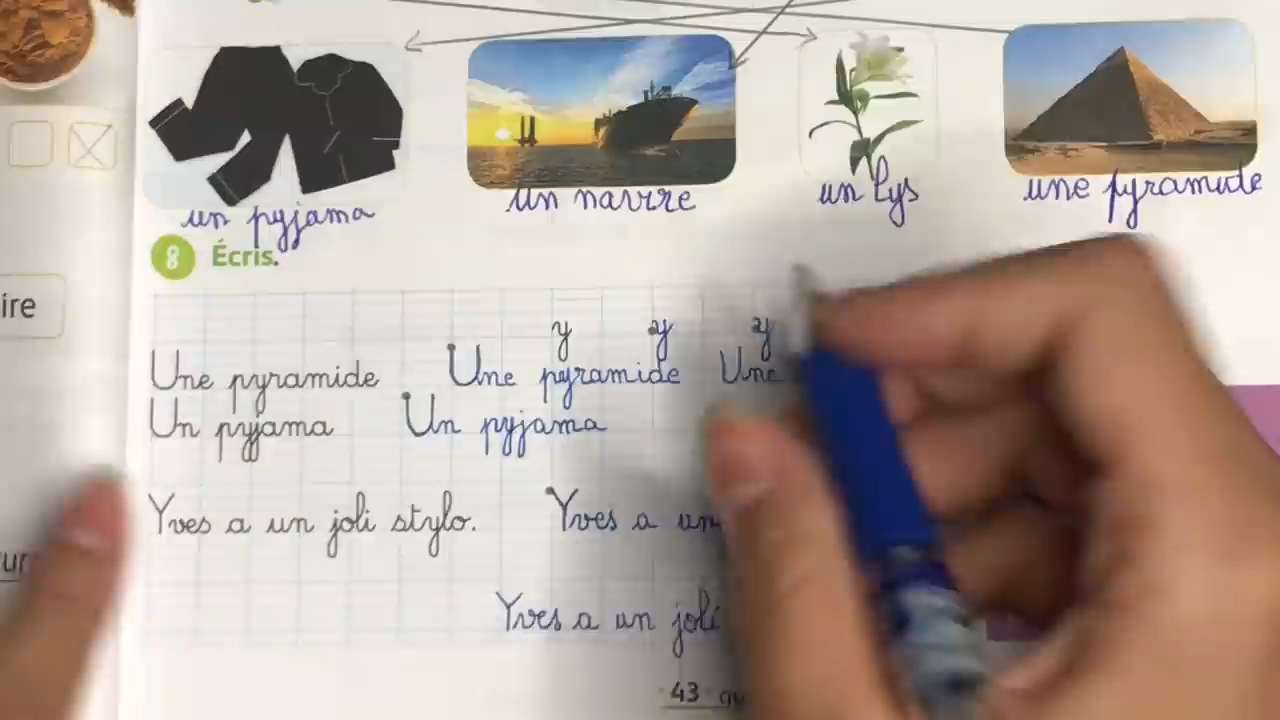 un pyjama un navire un lys une pyramide
8 Écris.
ire
y y y
Une pyramide Une pyramide Une
Un pyjama Un pyjama
Yves a un joli stylo. Yves a un
Yves a un joli
43